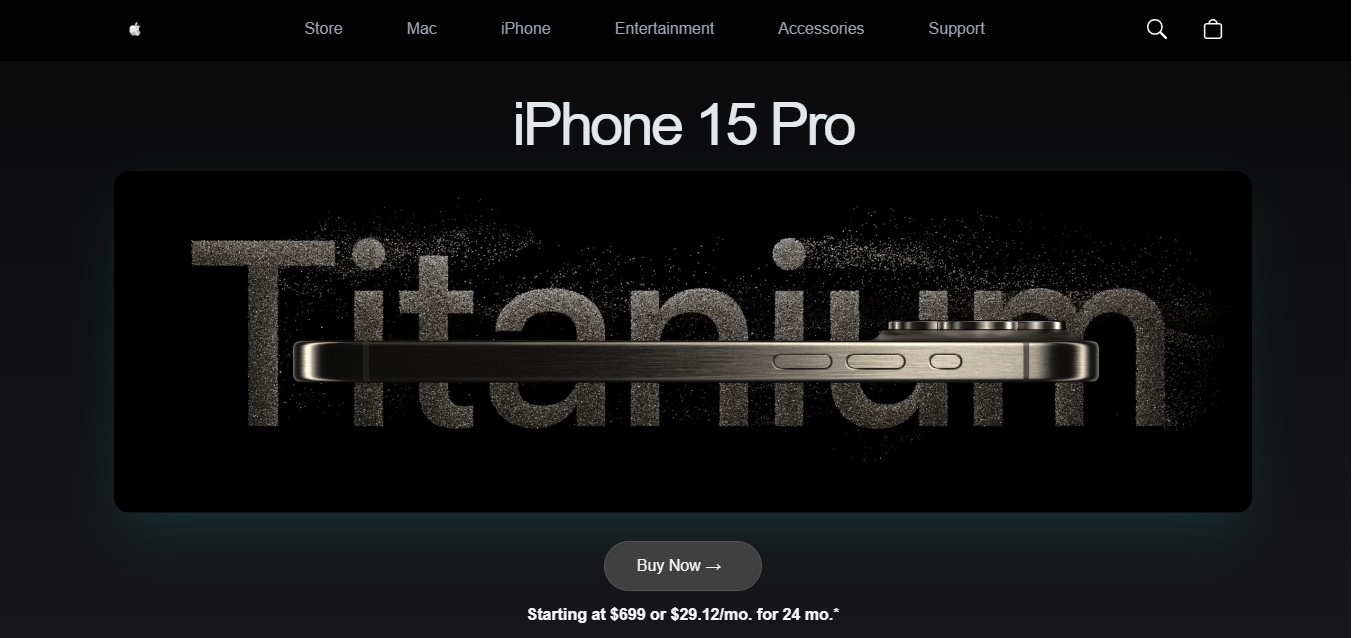 Store Mac iPhone Entertainment Accessories Support
iPhone 15 Pro
Titanium
Buy Now →
Starting at $699 or $29.12/mo. for 24 mo.*